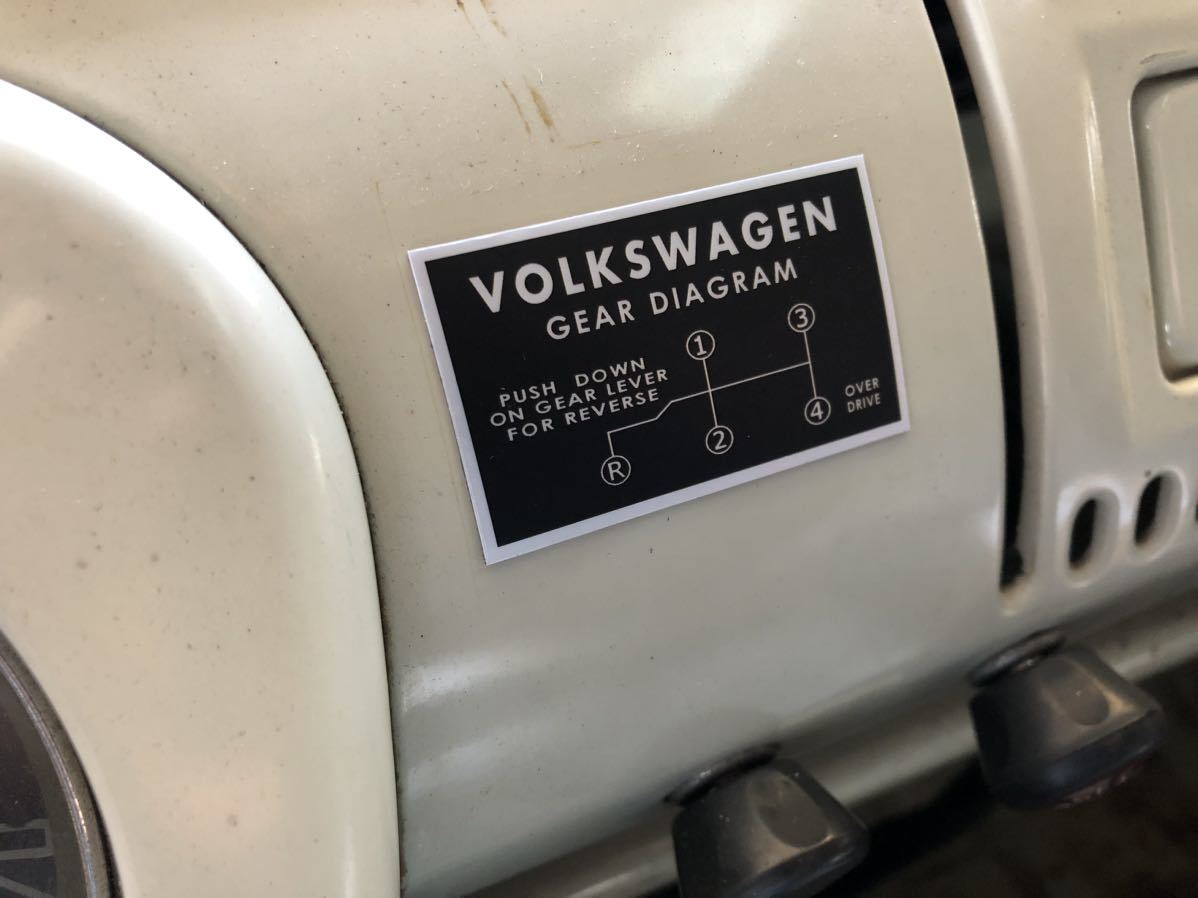 VOLKSWAGEN
GEAR DIAGRAM
PUSH DOWN
ON GEAR LEVER
FOR REVERSE
1
3
R
2
4
OVER
DRIVE